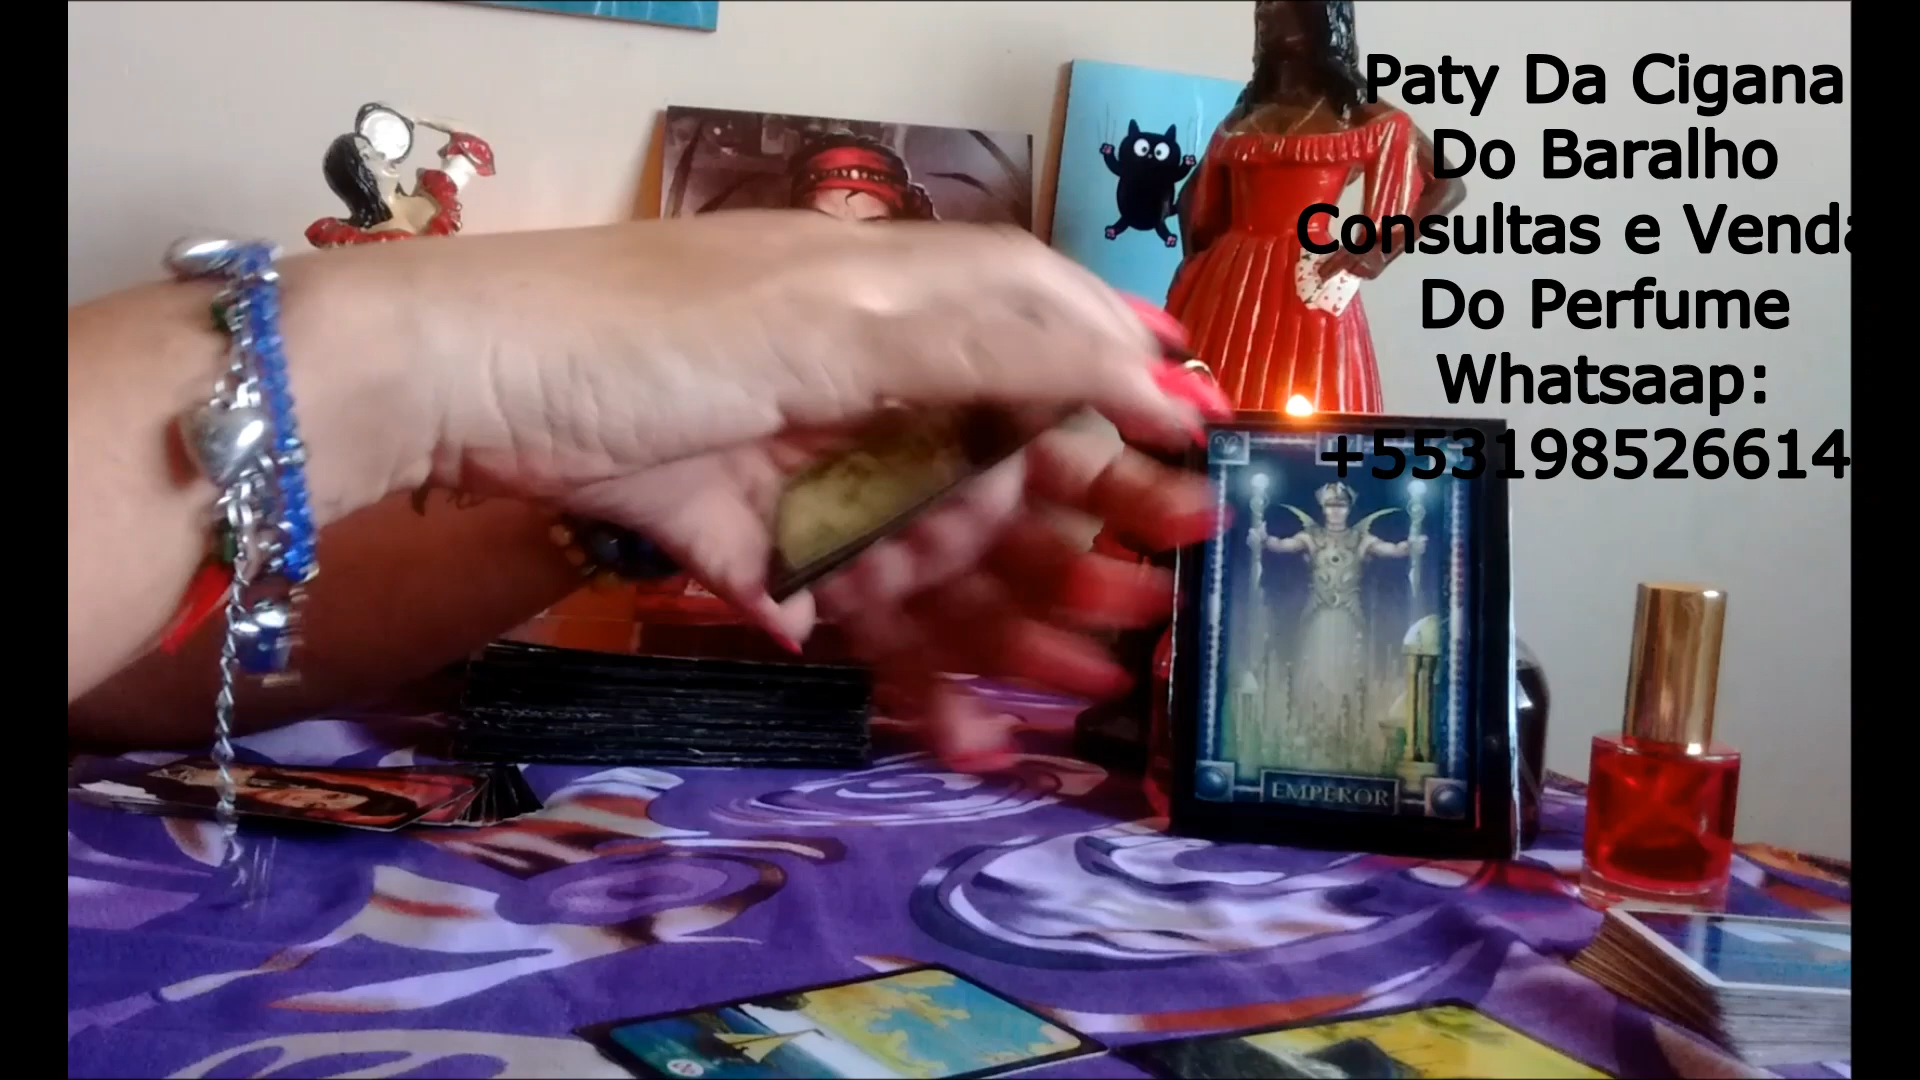 Paty Da Cigana
Do Baralho
Consultas e Venda
Do Perfume
Whatsaap:
+553198526614
EMPEROR